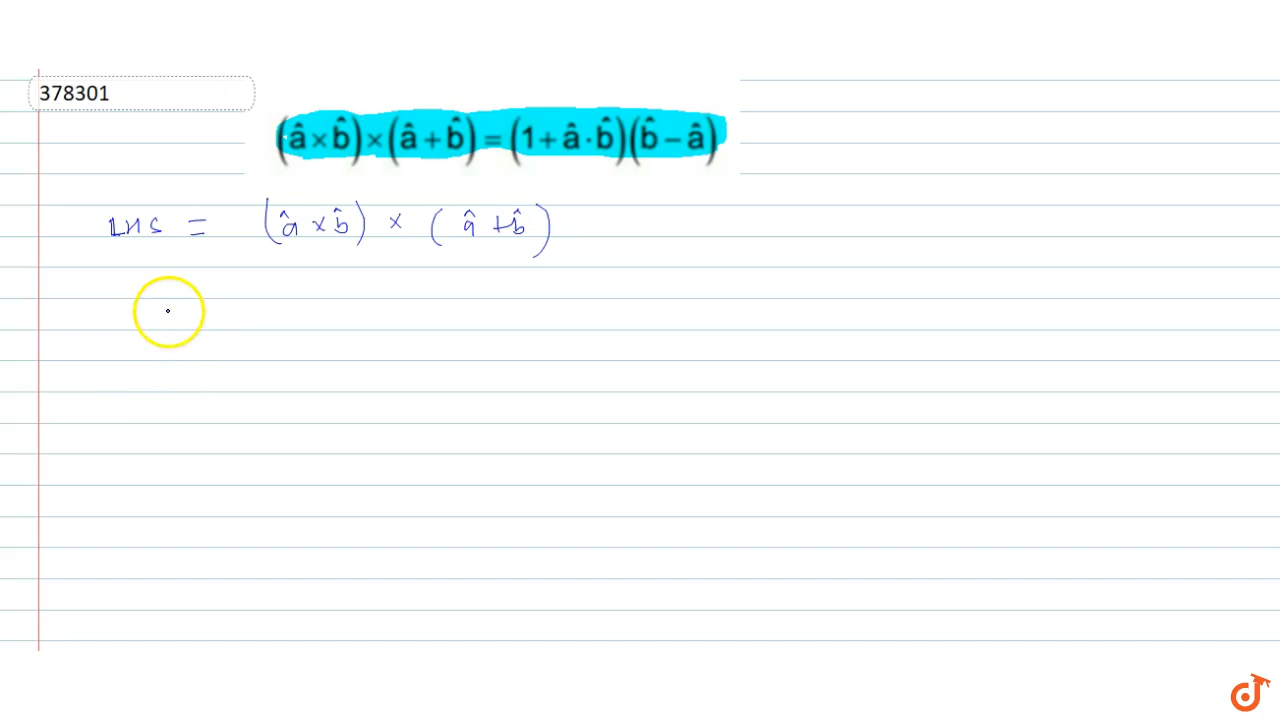 378301
(â × b̂) × (â + b̂) = (1 + â · b̂)(b̂ − â)
LHS = (â × b̂) × (â + b̂)